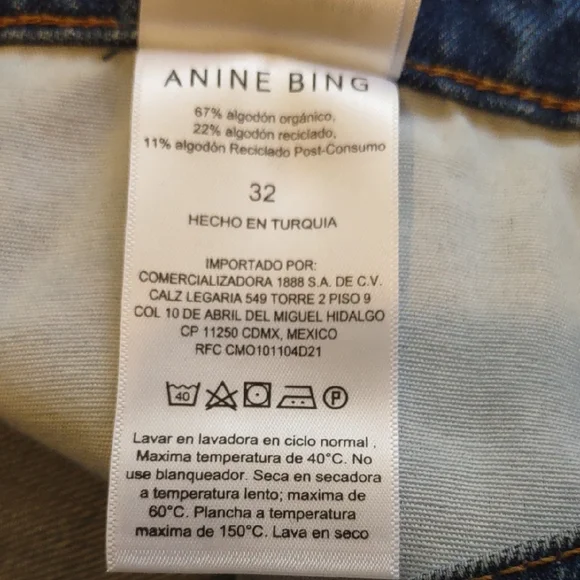 ANINE BING
67% algodón orgánico,
22% algodón reciclado,
11% algodón Reciclado Post-Consumo
32
HECHO EN TURQUIA
IMPORTADO POR:
COMERCIALIZADORA 1888 S.A. DE C.V.
CALZ LEGARIA 549 TORRE 2 PISO 9
COL 10 DE ABRIL DEL MIGUEL HIDALGO
CP 11250 CDMX, MEXICO
RFC CMO101104D21
40 P
Lavar en lavadora en ciclo normal .
Maxima temperatura de 40°C. No
use blanqueador. Seca en secadora
a temperatura lento; maxima de
60°C. Plancha a temperatura
maxima de 150°C. Lava en seco